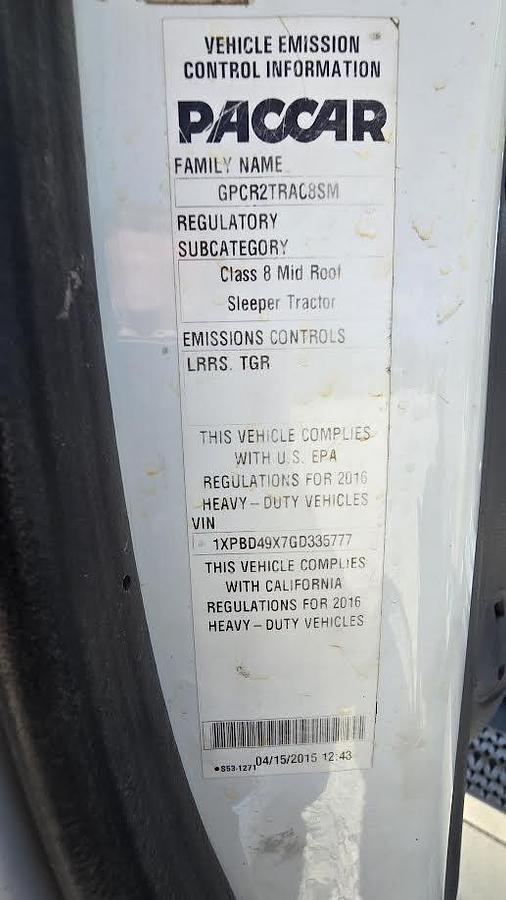 VEHICLE EMISSION
CONTROL INFORMATION
PACCAR
FAMILY NAME
GPCR2TRAC8SM
REGULATORY
SUBCATEGORY
Class 8 Mid Roof
Sleeper Tractor
EMISSIONS CONTROLS
LRRS. TGR
THIS VEHICLE COMPLIES
WITH U.S. EPA
REGULATIONS FOR 2016
HEAVY-DUTY VEHICLES
VIN
1XPBD49X7GD335777
THIS VEHICLE COMPLIES
WITH CALIFORNIA
REGULATIONS FOR 2016
HEAVY-DUTY VEHICLES
04/15/2015 12:43
•S53-1271